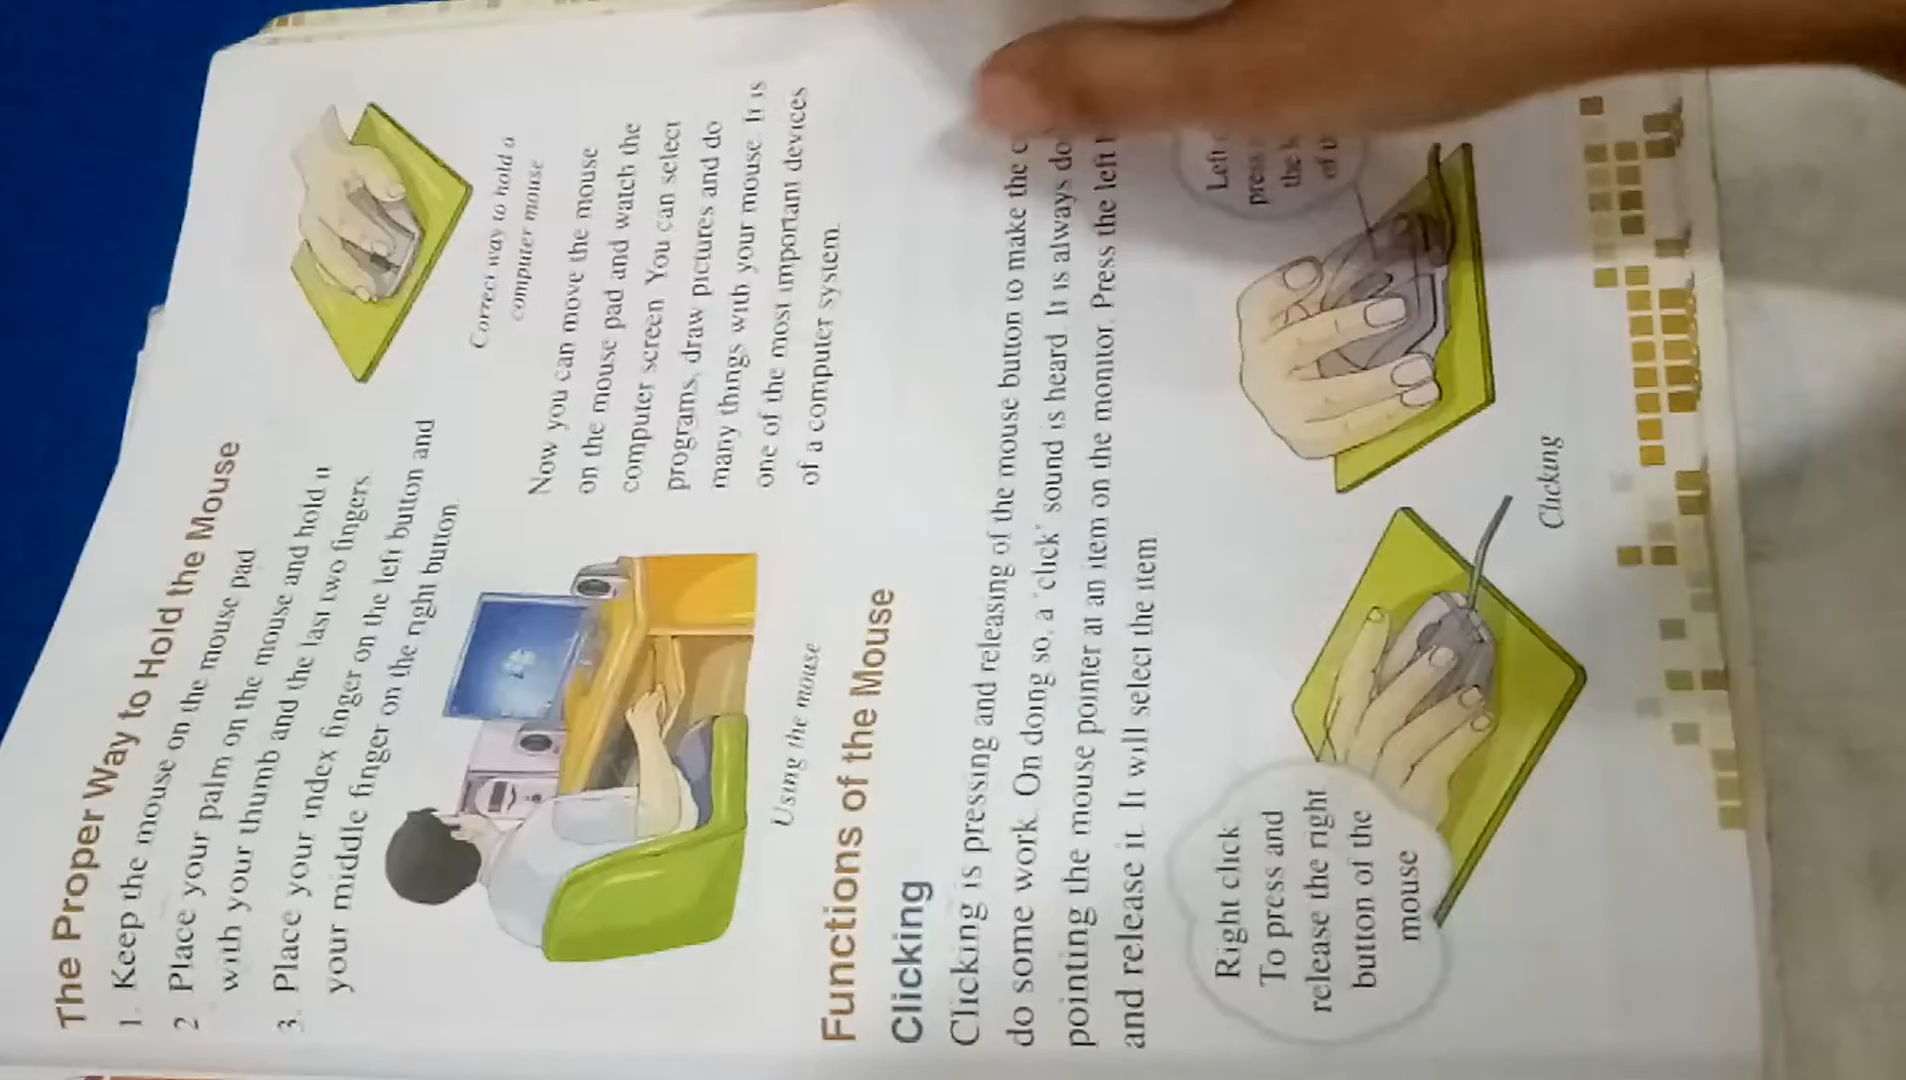 The Proper Way to Hold the Mouse
1. Keep the mouse on the mouse pad
2 Place your palm on the mouse and hold it
with your thumb and the last two fingers
3. Place your index finger on the left button and
your middle finger on the right button.
Correct way to hold a
computer mouse
Now you can move the mouse
on the mouse pad and watch the
computer screen You can select
programs, draw pictures and do
many things with your mouse. It is
one of the most important devices
of a computer system.
Using the mouse
Functions of the Mouse
Clicking
Clicking is pressing and releasing of the mouse button to make the
do some work. On doing so, a 'click' sound is heard. It is always
pointing the mouse pointer at an item on the monitor. Press the left
and release it. It will select the item
Right click
To press and
release the right
button of the
mouse
Left
press
the
of
Clicking